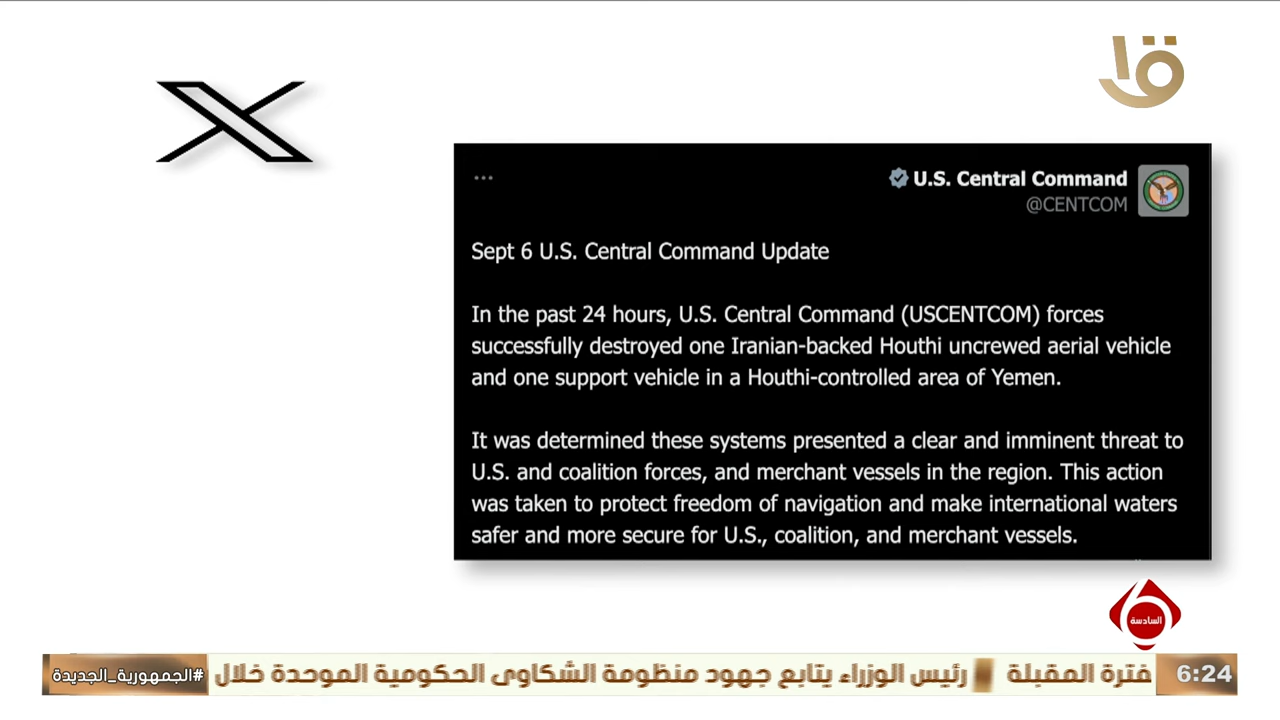 U.S. Central Command
@CENTCOM
Sept 6 U.S. Central Command Update
In the past 24 hours, U.S. Central Command (USCENTCOM) forces
successfully destroyed one Iranian-backed Houthi uncrewed aerial vehicle
and one support vehicle in a Houthi-controlled area of Yemen.
It was determined these systems presented a clear and imminent threat to
U.S. and coalition forces, and merchant vessels in the region. This action
was taken to protect freedom of navigation and make international waters
safer and more secure for U.S., coalition, and merchant vessels.
السادسة
6:24 فترة المقبلة رئيس الوزراء يتابع جهود منظومة الشكاوى الحكومية الموحدة خلال #الجمهورية_الجديدة